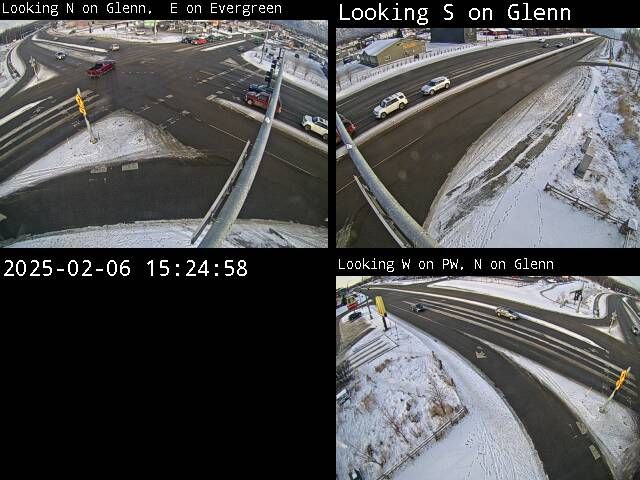 Looking N on Glenn,  E on Evergreen
Looking S on Glenn
2025-02-06 15:24:58
Looking W on PW, N on Glenn